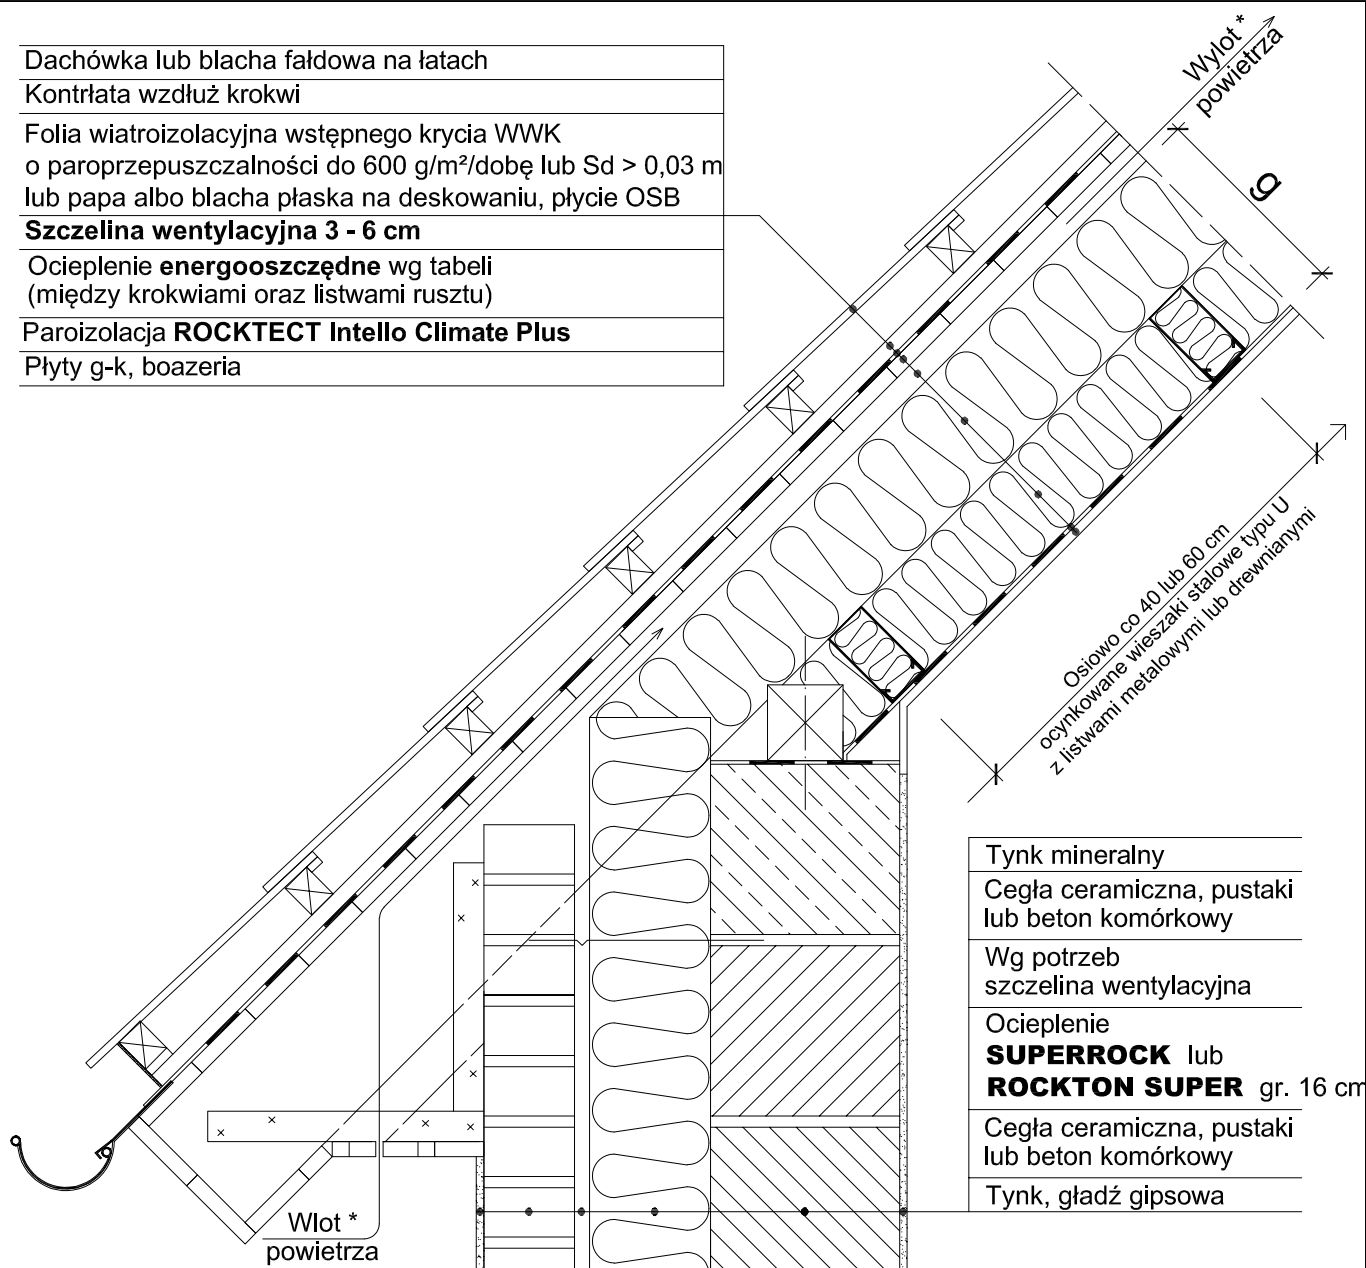 Dachówka lub blacha fałdowa na łatach
Kontrłata wzdłuż krokwi
Folia wiatroizolacyjna wstępnego krycia WWK
o paroprzepuszczalności do 600 g/m²/dobę lub Sd > 0,03 m
lub papa albo blacha płaska na deskowaniu, płycie OSB
Szczelina wentylacyjna 3 - 6 cm
Ocieplenie energooszczędne wg tabeli
(między krokwiami oraz listwami rusztu)
Paroizolacja ROCKTECT Intello Climate Plus
Płyty g-k, boazeria
Wylot *
powietrza
g
Osiowo co 40 lub 60 cm
ocynkowane wieszaki stalowe typu U
z listwami metalowymi lub drewnianymi
Tynk mineralny
Cegła ceramiczna, pustaki
lub beton komórkowy
Wg potrzeb
szczelina wentylacyjna
Ocieplenie
SUPERROCK lub
ROCKTON SUPER gr. 16 cm
Cegła ceramiczna, pustaki
lub beton komórkowy
Tynk, gładź gipsowa
Wlot *
powietrza